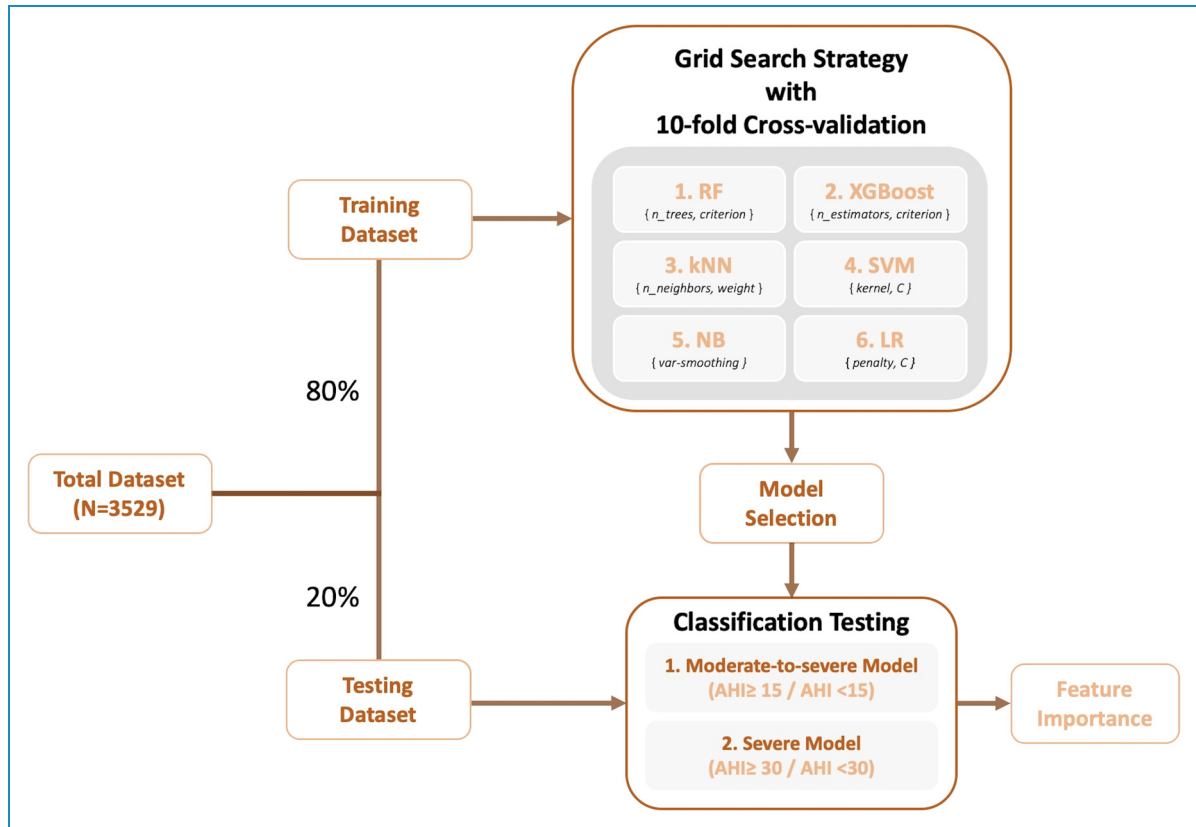 Grid Search Strategy
with
10-fold Cross-validation
1. RF
{ n_trees, criterion }
2. XGBoost
{ n_estimators, criterion }
3. kNN
{ n_neighbors, weight }
4. SVM
{ kernel, C }
5. NB
{ var-smoothing }
6. LR
{ penalty, C }
Training
Dataset
80%
Total Dataset
(N=3529)
20%
Testing
Dataset
Model
Selection
Classification Testing
1. Moderate-to-severe Model
(AHI≥ 15 / AHI <15)
2. Severe Model
(AHI≥ 30 / AHI <30)
Feature
Importance